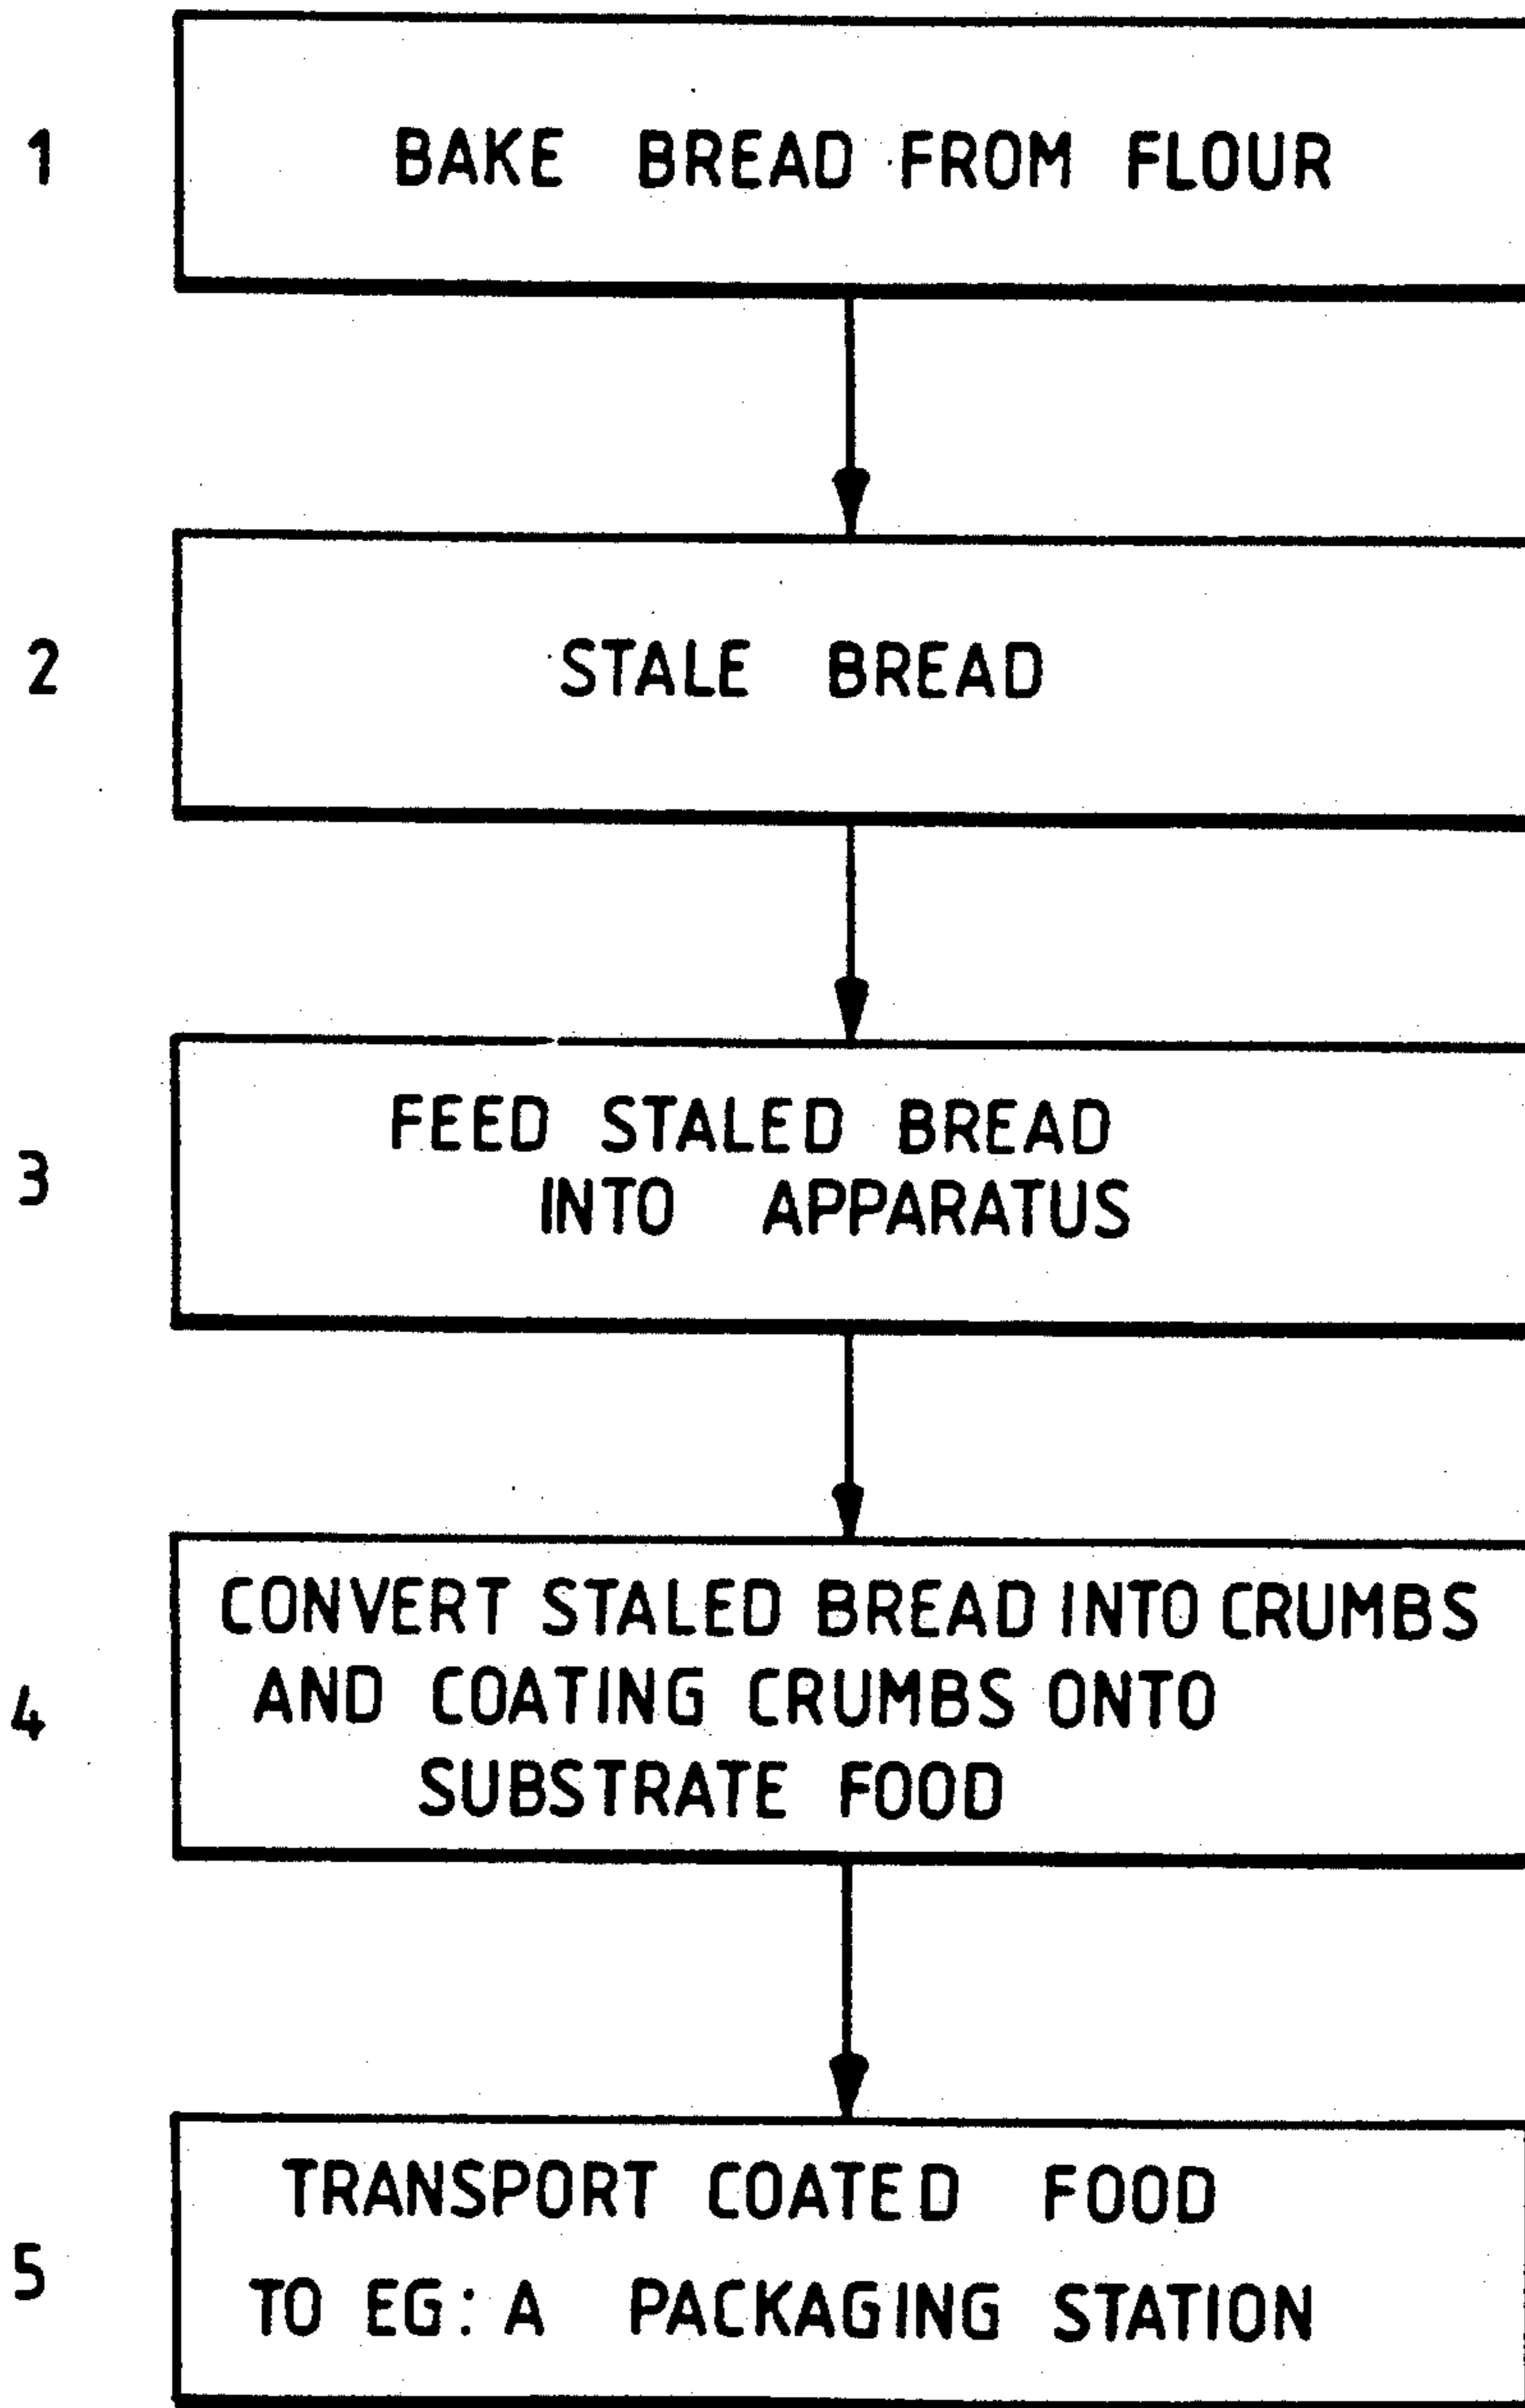 1
BAKE BREAD FROM FLOUR
2
STALE BREAD
3
FEED STALED BREAD
INTO APPARATUS
4
CONVERT STALED BREAD INTO CRUMBS
AND COATING CRUMBS ONTO
SUBSTRATE FOOD
5
TRANSPORT COATED FOOD
TO EG: A PACKAGING STATION